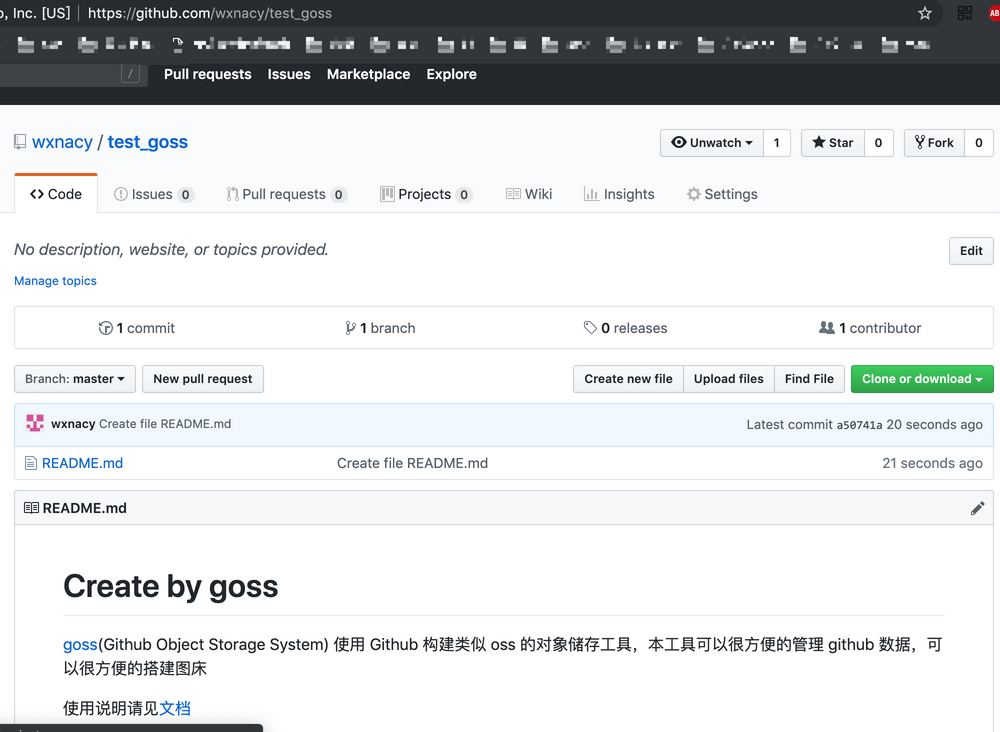 , Inc. [US] https://github.com/wxnacy/test_goss
/ Pull requests Issues Marketplace Explore
wxnacy / test_goss Unwatch 1 Star 0 Fork 0
Code Issues 0 Pull requests 0 Projects 0 Wiki Insights Settings
No description, website, or topics provided. Edit
Manage topics
1 commit 1 branch 0 releases 1 contributor
Branch: master New pull request Create new file Upload files Find File Clone or download
wxnacy Create file README.md Latest commit a50741a 20 seconds ago
README.md Create file README.md 21 seconds ago
README.md
Create by goss
goss(Github Object Storage System) 使用 Github 构建类似 oss 的对象储存工具，本工具可以很方便的管理 github 数据，可
以很方便的搭建图床
使用说明请见文档